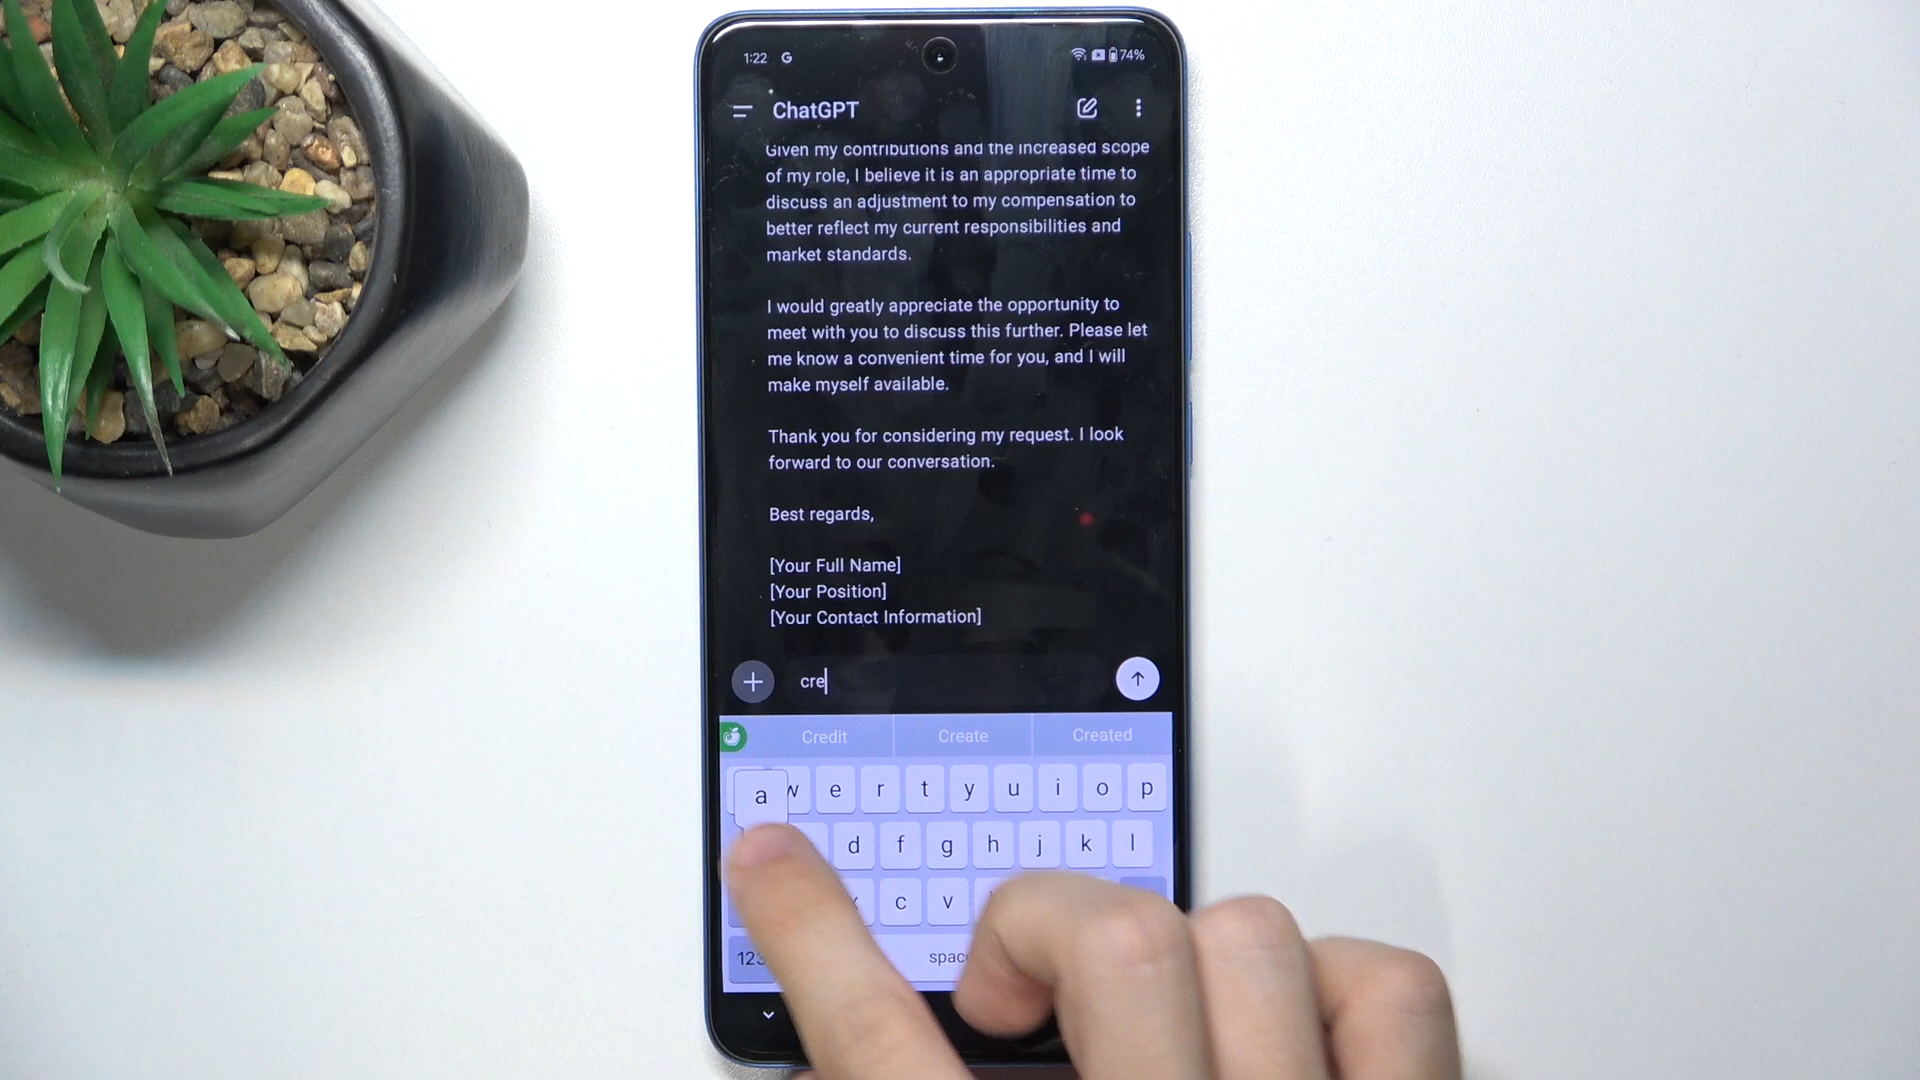 1:22 G 74%
ChatGPT
Given my contributions and the increased scope
of my role, I believe it is an appropriate time to
discuss an adjustment to my compensation to
better reflect my current responsibilities and
market standards.
I would greatly appreciate the opportunity to
meet with you to discuss this further. Please let
me know a convenient time for you, and I will
make myself available.
Thank you for considering my request. I look
forward to our conversation.
Best regards,
[Your Full Name]
[Your Position]
[Your Contact Information]
cre
Credit Create Created
a w e r t y u i o p
d f g h j k l
c v